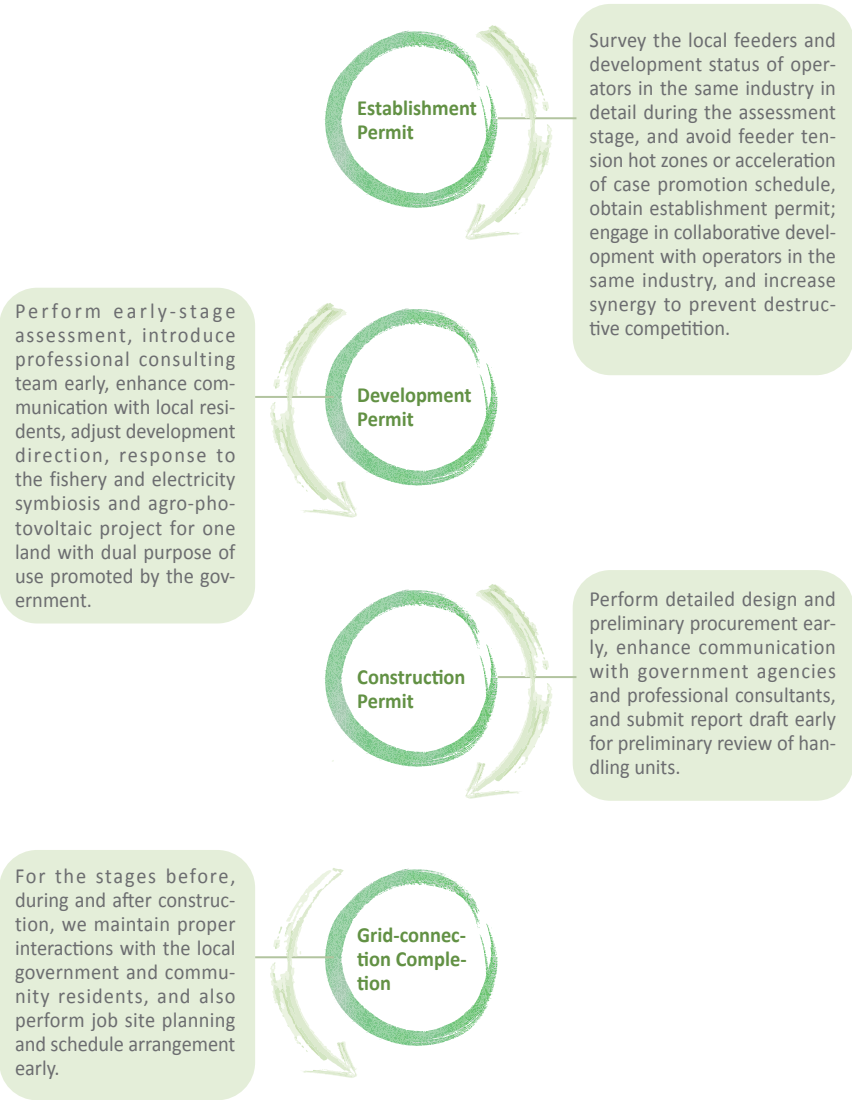 Establishment
Permit
Survey the local feeders and
development status of oper-
ators in the same industry in
detail during the assessment
stage, and avoid feeder ten-
sion hot zones or acceleration
of case promotion schedule,
obtain establishment permit;
engage in collaborative devel-
opment with operators in the
same industry, and increase
synergy to prevent destruc-
tive competition.
Perform early-stage
assessment, introduce
professional consulting
team early, enhance com-
munication with local resi-
dents, adjust development
direction, response to
the fishery and electricity
symbiosis and agro-pho-
tovoltaic project for one
land with dual purpose of
use promoted by the gov-
ernment.
Development
Permit
Construction
Permit
Perform detailed design and
preliminary procurement ear-
ly, enhance communication
with government agencies
and professional consultants,
and submit report draft early
for preliminary review of han-
dling units.
For the stages before,
during and after construc-
tion, we maintain proper
interactions with the local
government and commu-
nity residents, and also
perform job site planning
and schedule arrangement
early.
Grid-connec-
tion Comple-
tion